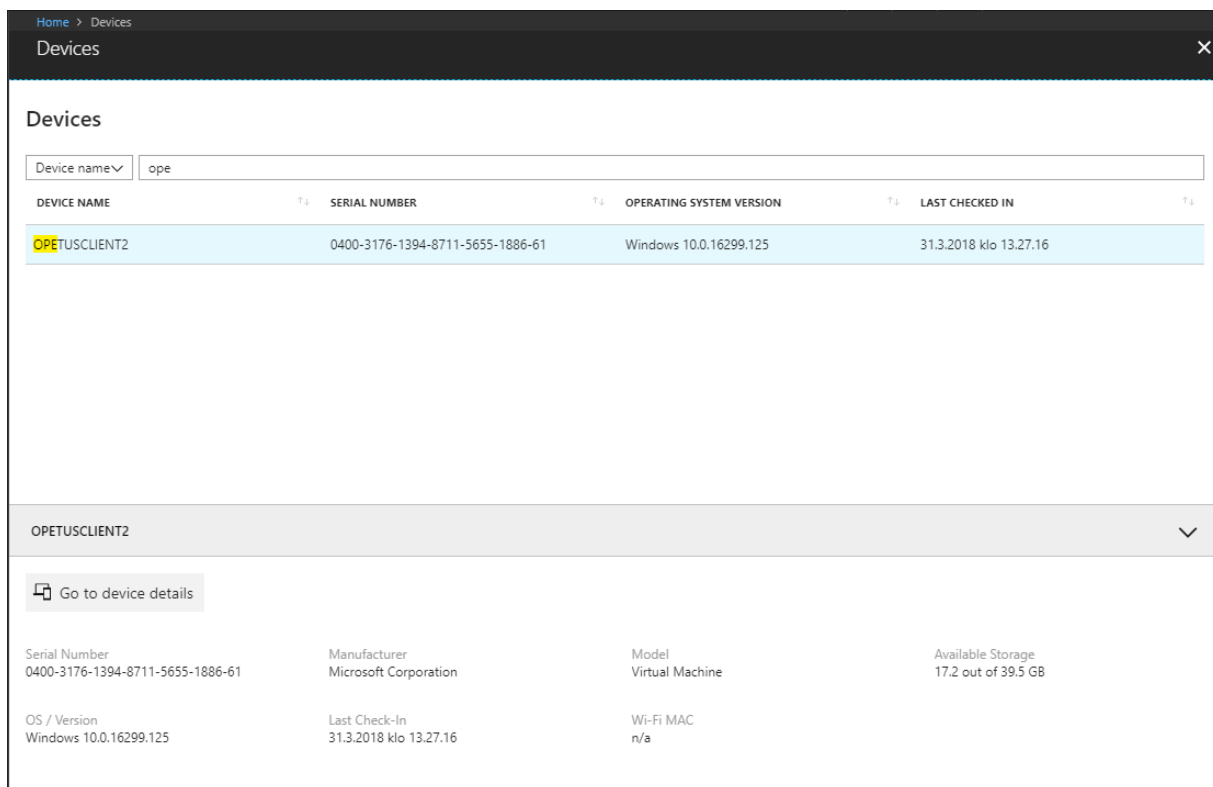 Home > Devices
Devices
Devices
Device name ope
DEVICE NAME SERIAL NUMBER OPERATING SYSTEM VERSION LAST CHECKED IN
OPETUSCLIENT2 0400-3176-1394-8711-5655-1886-61 Windows 10.0.16299.125 31.3.2018 klo 13.27.16
OPETUSCLIENT2
Go to device details
Serial Number Manufacturer Model Available Storage
0400-3176-1394-8711-5655-1886-61 Microsoft Corporation Virtual Machine 17.2 out of 39.5 GB
OS / Version Last Check-In Wi-Fi MAC
Windows 10.0.16299.125 31.3.2018 klo 13.27.16 n/a